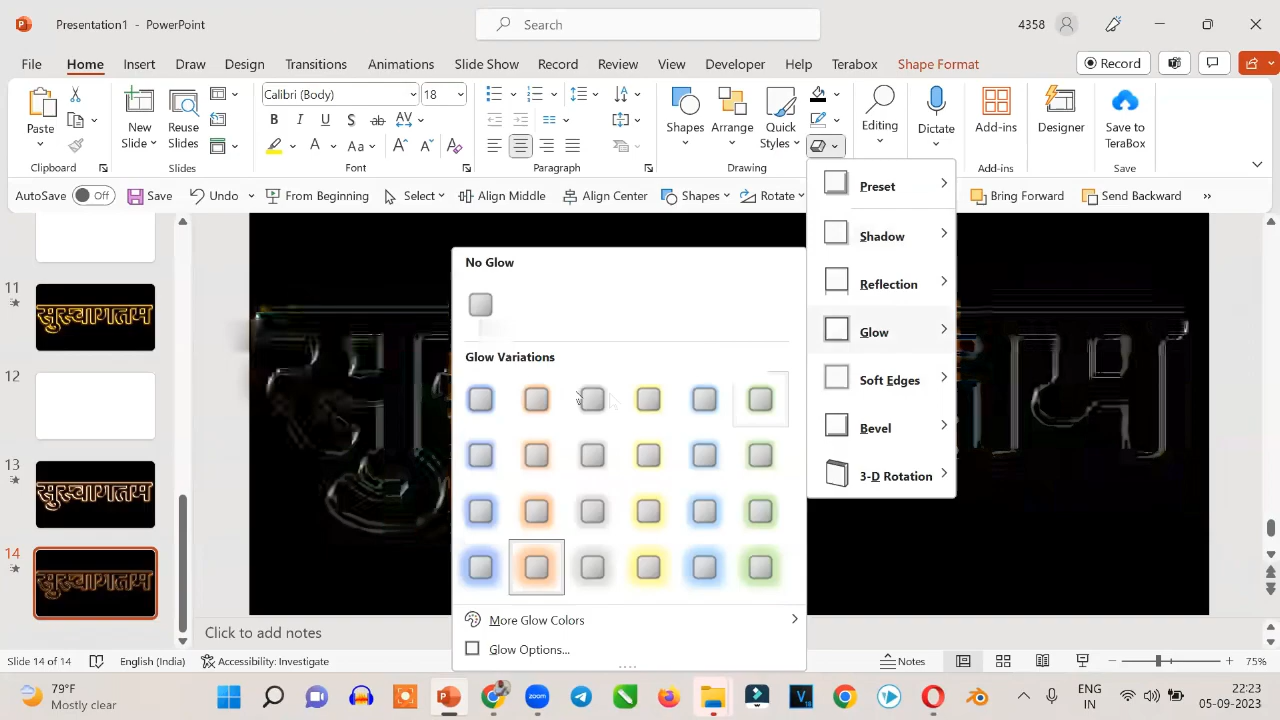 Presentation1 - PowerPoint
Search
4358
File Home Insert Draw Design Transitions Animations Slide Show Record Review View Developer Help Terabox Shape Format
Record
Paste
New Slide
Reuse Slides
Calibri (Body) 18
B I U S ab AV
A Aa A A A
Shapes Arrange Quick Styles
Editing
Dictate
Add-ins
Designer
Save to TeraBox
Clipboard Slides Font Paragraph Drawing Add-ins Save
AutoSave Off Save Undo From Beginning Select Align Middle Align Center Shapes Rotate Bring Forward Send Backward
Preset
Shadow
Reflection
Glow
Soft Edges
Bevel
3-D Rotation
No Glow
Glow Variations
More Glow Colors
Glow Options...
11
सुस्वागतम
12
13
सुस्वागतम
14
सुस्वागतम
Click to add notes
Slide 14 of 14 English (India) Accessibility: Investigate Notes 75%
79°F
Mostly clear
zoom
V
18
ENG
IN
22:23
05-09-2023